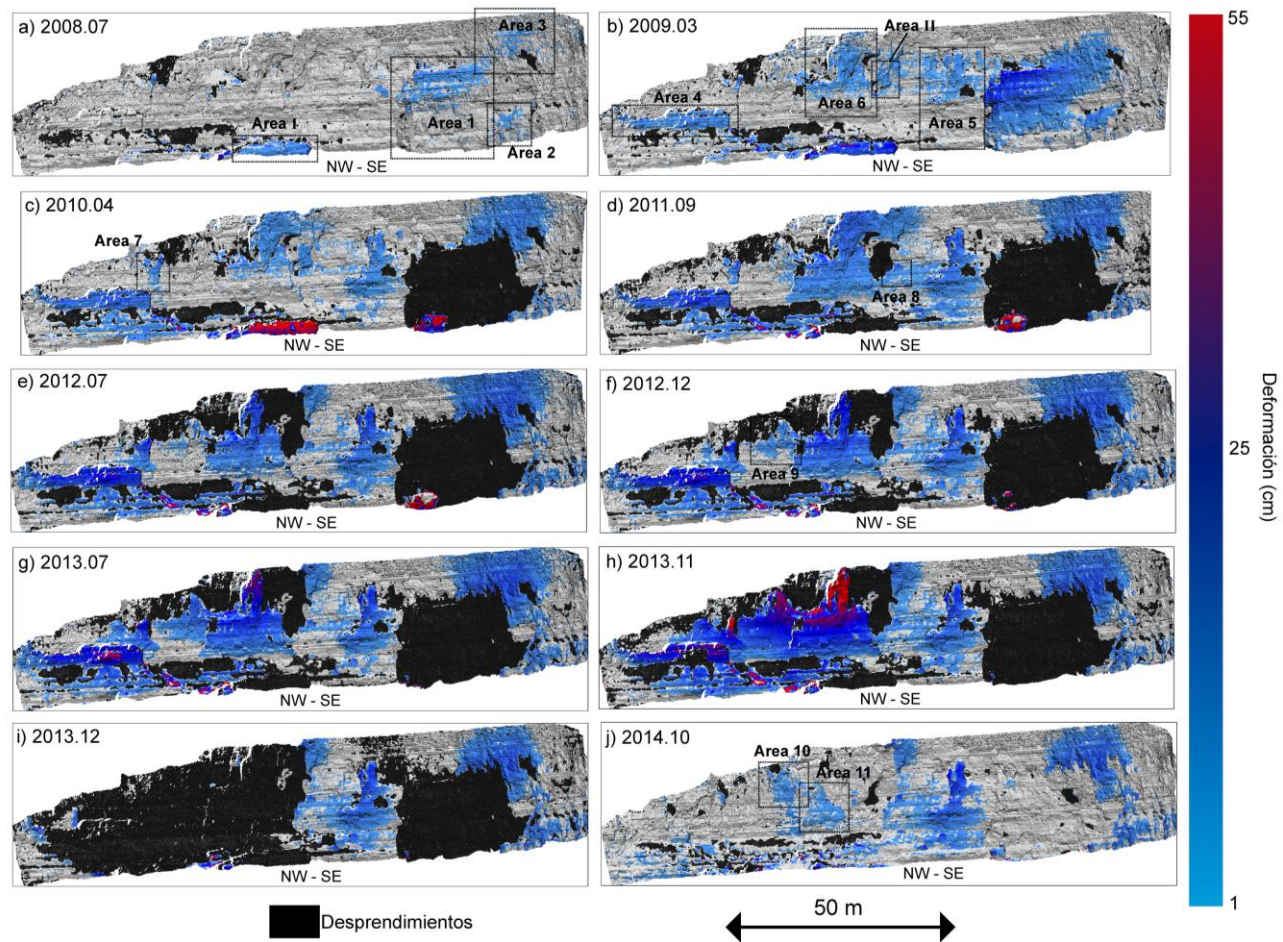 a) 2008.07
Area 3
Area I
Area 1
Area 2
NW - SE
b) 2009.03
Area II
Area 4
Area 6
Area 5
NW - SE
c) 2010.04
Area 7
NW - SE
d) 2011.09
Area 8
NW - SE
e) 2012.07
NW - SE
f) 2012.12
Area 9
NW - SE
g) 2013.07
NW - SE
h) 2013.11
NW - SE
i) 2013.12
NW - SE
j) 2014.10
Area 10
Area 11
NW - SE
55
25
1
Deformación (cm)
Desprendimientos
50 m